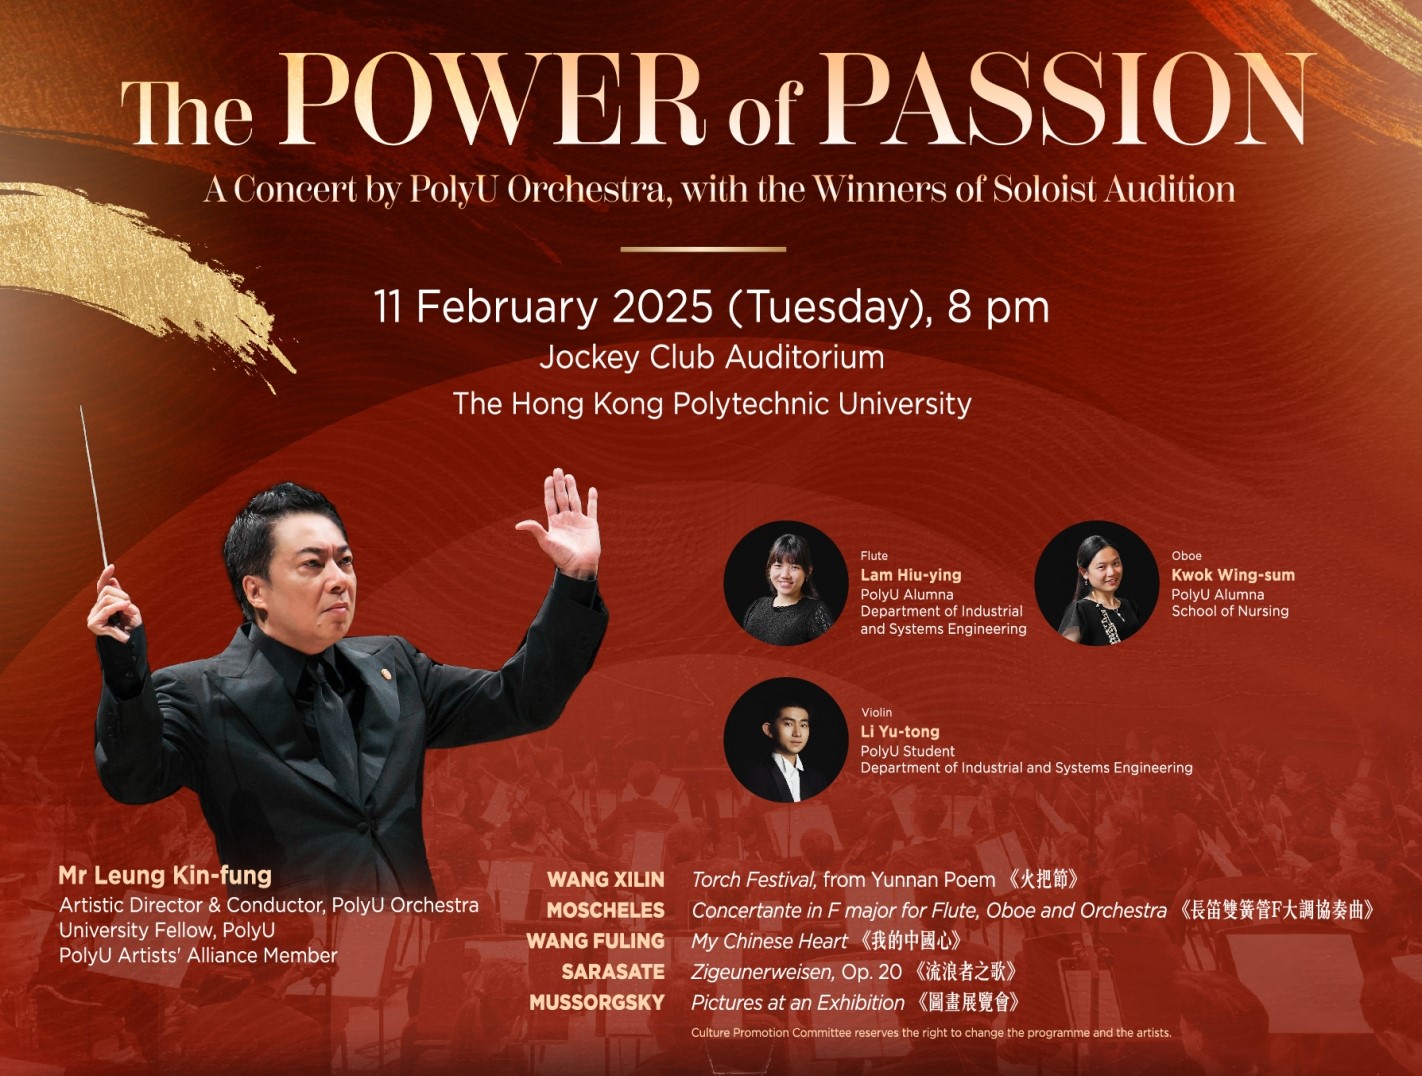 The POWER of PASSION
A Concert by PolyU Orchestra, with the Winners of Soloist Audition
11 February 2025 (Tuesday), 8 pm
Jockey Club Auditorium
The Hong Kong Polytechnic University
Flute
Lam Hiu-ying
PolyU Alumna
Department of Industrial
and Systems Engineering
Oboe
Kwok Wing-sum
PolyU Alumna
School of Nursing
Violin
Li Yu-tong
PolyU Student
Department of Industrial and Systems Engineering
Mr Leung Kin-fung
Artistic Director & Conductor, PolyU Orchestra
University Fellow, PolyU
PolyU Artists' Alliance Member
WANG XILIN Torch Festival, from Yunnan Poem 《火把節》
MOSCHELES Concertante in F major for Flute, Oboe and Orchestra 《長笛雙簧管F大調協奏曲》
WANG FULING My Chinese Heart 《我的中國心》
SARASATE Zigeunerweisen, Op. 20 《流浪者之歌》
MUSSORGSKY Pictures at an Exhibition 《圖畫展覽會》
Culture Promotion Committee reserves the right to change the programme and the artists.